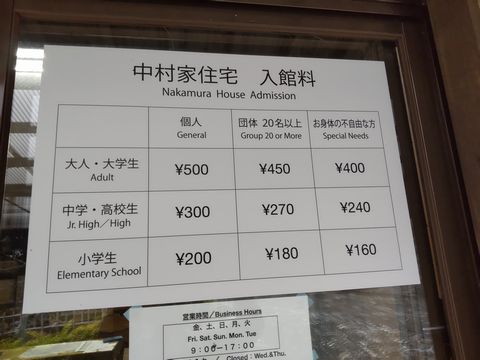 中村家住宅 入館料
Nakamura House Admission
個人 団体 20名以上 お身体の不自由な方
General Group 20 or More Special Needs
大人・大学生 ¥500 ¥450 ¥400
Adult
中学・高校生 ¥300 ¥270 ¥240
Jr. High／High
小学生 ¥200 ¥180 ¥160
Elementary School
営業時間／Business Hours
金、土、日、月、火
Fri. Sat. Sun. Mon. Tue
9:00-17:00
Closed：Wed.&Thu.